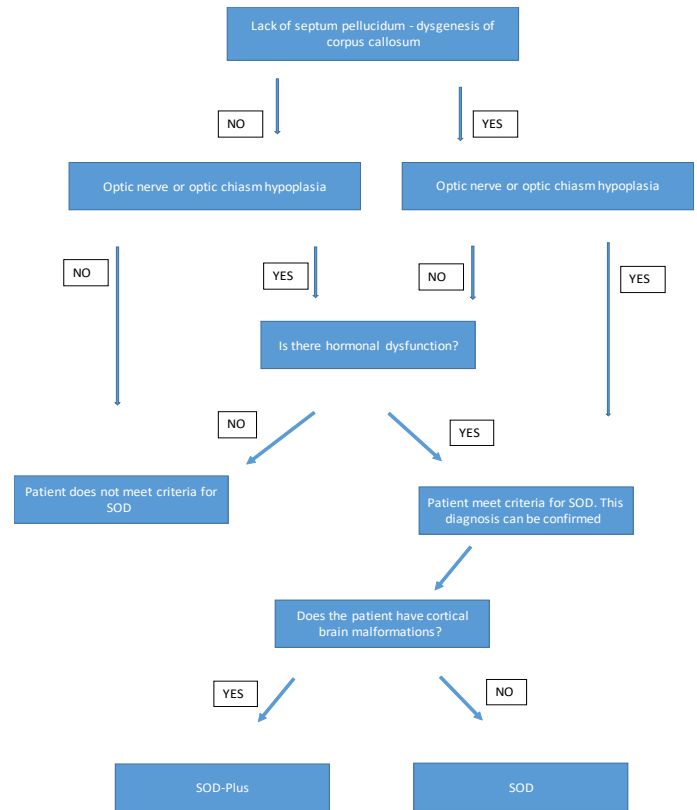 Lack of septum pellucidum - dysgenesis of
corpus callosum
NO
YES
Optic nerve or optic chiasm hypoplasia
Optic nerve or optic chiasm hypoplasia
NO
YES
NO
YES
Is there hormonal dysfunction?
NO
YES
Patient does not meet criteria for
SOD
Patient meet criteria for SOD. This
diagnosis can be confirmed
Does the patient have cortical
brain malformations?
YES
NO
SOD-Plus
SOD